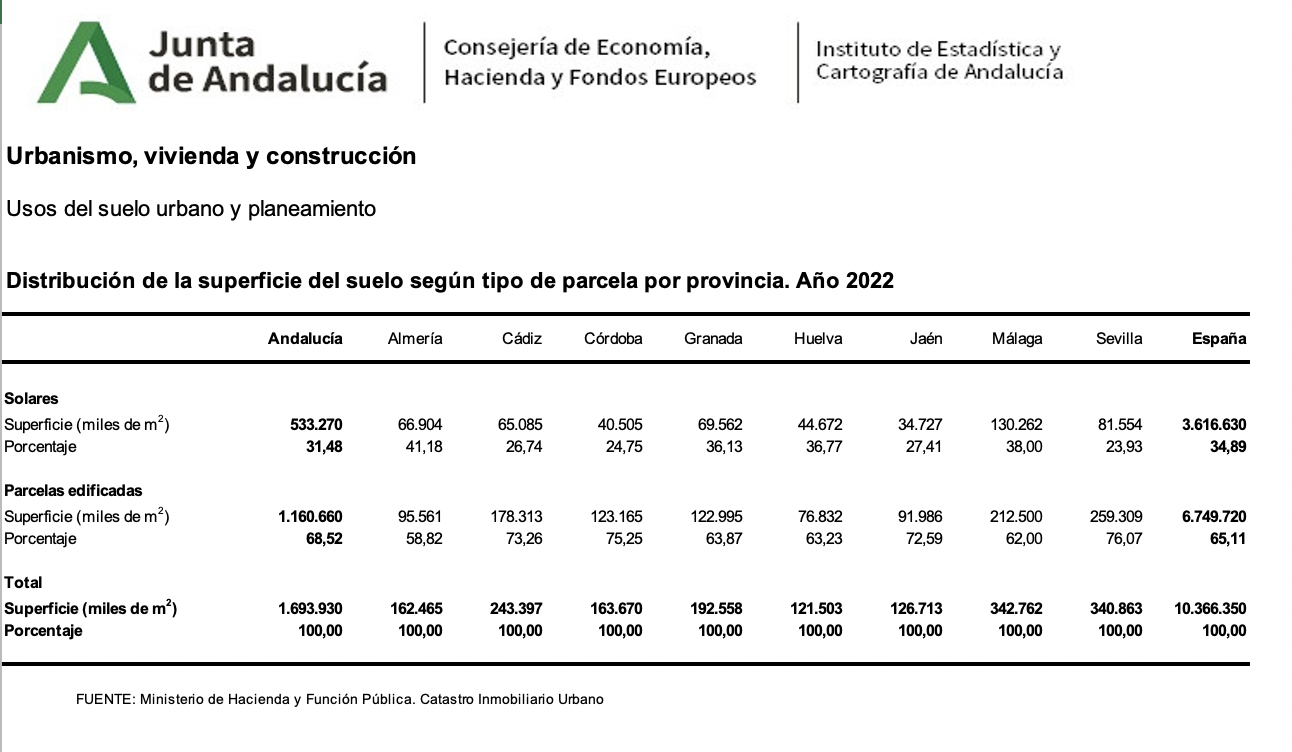 Junta
de Andalucía
Consejería de Economía,
Hacienda y Fondos Europeos
Instituto de Estadística y
Cartografía de Andalucía
Urbanismo, vivienda y construcción
Usos del suelo urbano y planeamiento
Distribución de la superficie del suelo según tipo de parcela por provincia. Año 2022
Andalucía Almería Cádiz Córdoba Granada Huelva Jaén Málaga Sevilla España
Solares
Superficie (miles de m²) 533.270 66.904 65.085 40.505 69.562 44.672 34.727 130.262 81.554 3.616.630
Porcentaje 31,48 41,18 26,74 24,75 36,13 36,77 27,41 38,00 23,93 34,89
Parcelas edificadas
Superficie (miles de m²) 1.160.660 95.561 178.313 123.165 122.995 76.832 91.986 212.500 259.309 6.749.720
Porcentaje 68,52 58,82 73,26 75,25 63,87 63,23 72,59 62,00 76,07 65,11
Total
Superficie (miles de m²) 1.693.930 162.465 243.397 163.670 192.558 121.503 126.713 342.762 340.863 10.366.350
Porcentaje 100,00 100,00 100,00 100,00 100,00 100,00 100,00 100,00 100,00 100,00
FUENTE: Ministerio de Hacienda y Función Pública. Catastro Inmobiliario Urbano